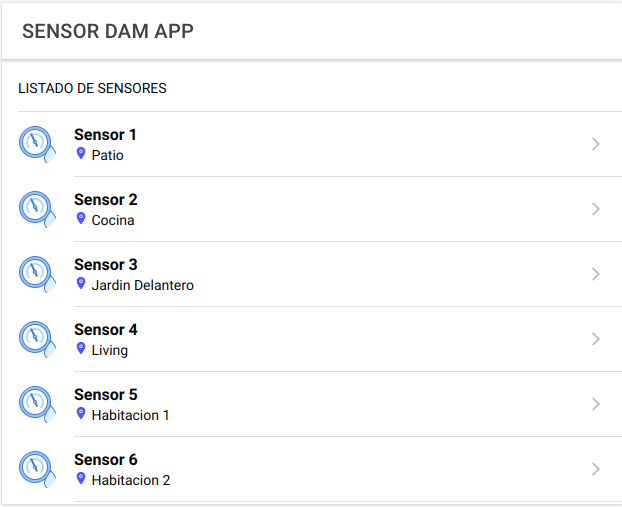 SENSOR DAM APP
LISTADO DE SENSORES
Sensor 1
Patio
Sensor 2
Cocina
Sensor 3
Jardin Delantero
Sensor 4
Living
Sensor 5
Habitacion 1
Sensor 6
Habitacion 2